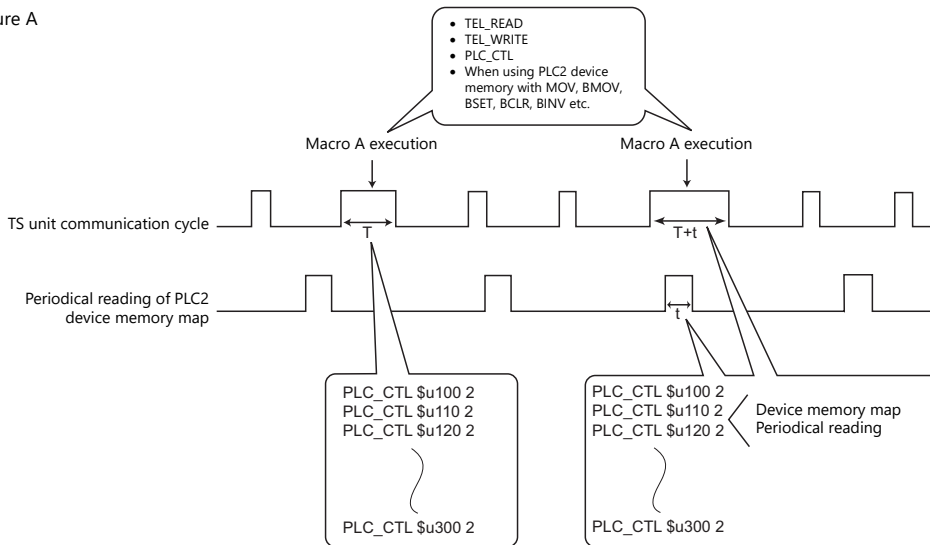 ure A
• TEL_READ
• TEL_WRITE
• PLC_CTL
• When using PLC2 device
memory with MOV, BMOV,
BSET, BCLR, BINV etc.
Macro A execution
Macro A execution
TS unit communication cycle
T
T+t
Periodical reading of PLC2
device memory map
t
PLC_CTL $u100 2
PLC_CTL $u110 2
PLC_CTL $u120 2
PLC_CTL $u300 2
PLC_CTL $u100 2
PLC_CTL $u110 2
PLC_CTL $u120 2
Device memory map
Periodical reading
PLC_CTL $u300 2